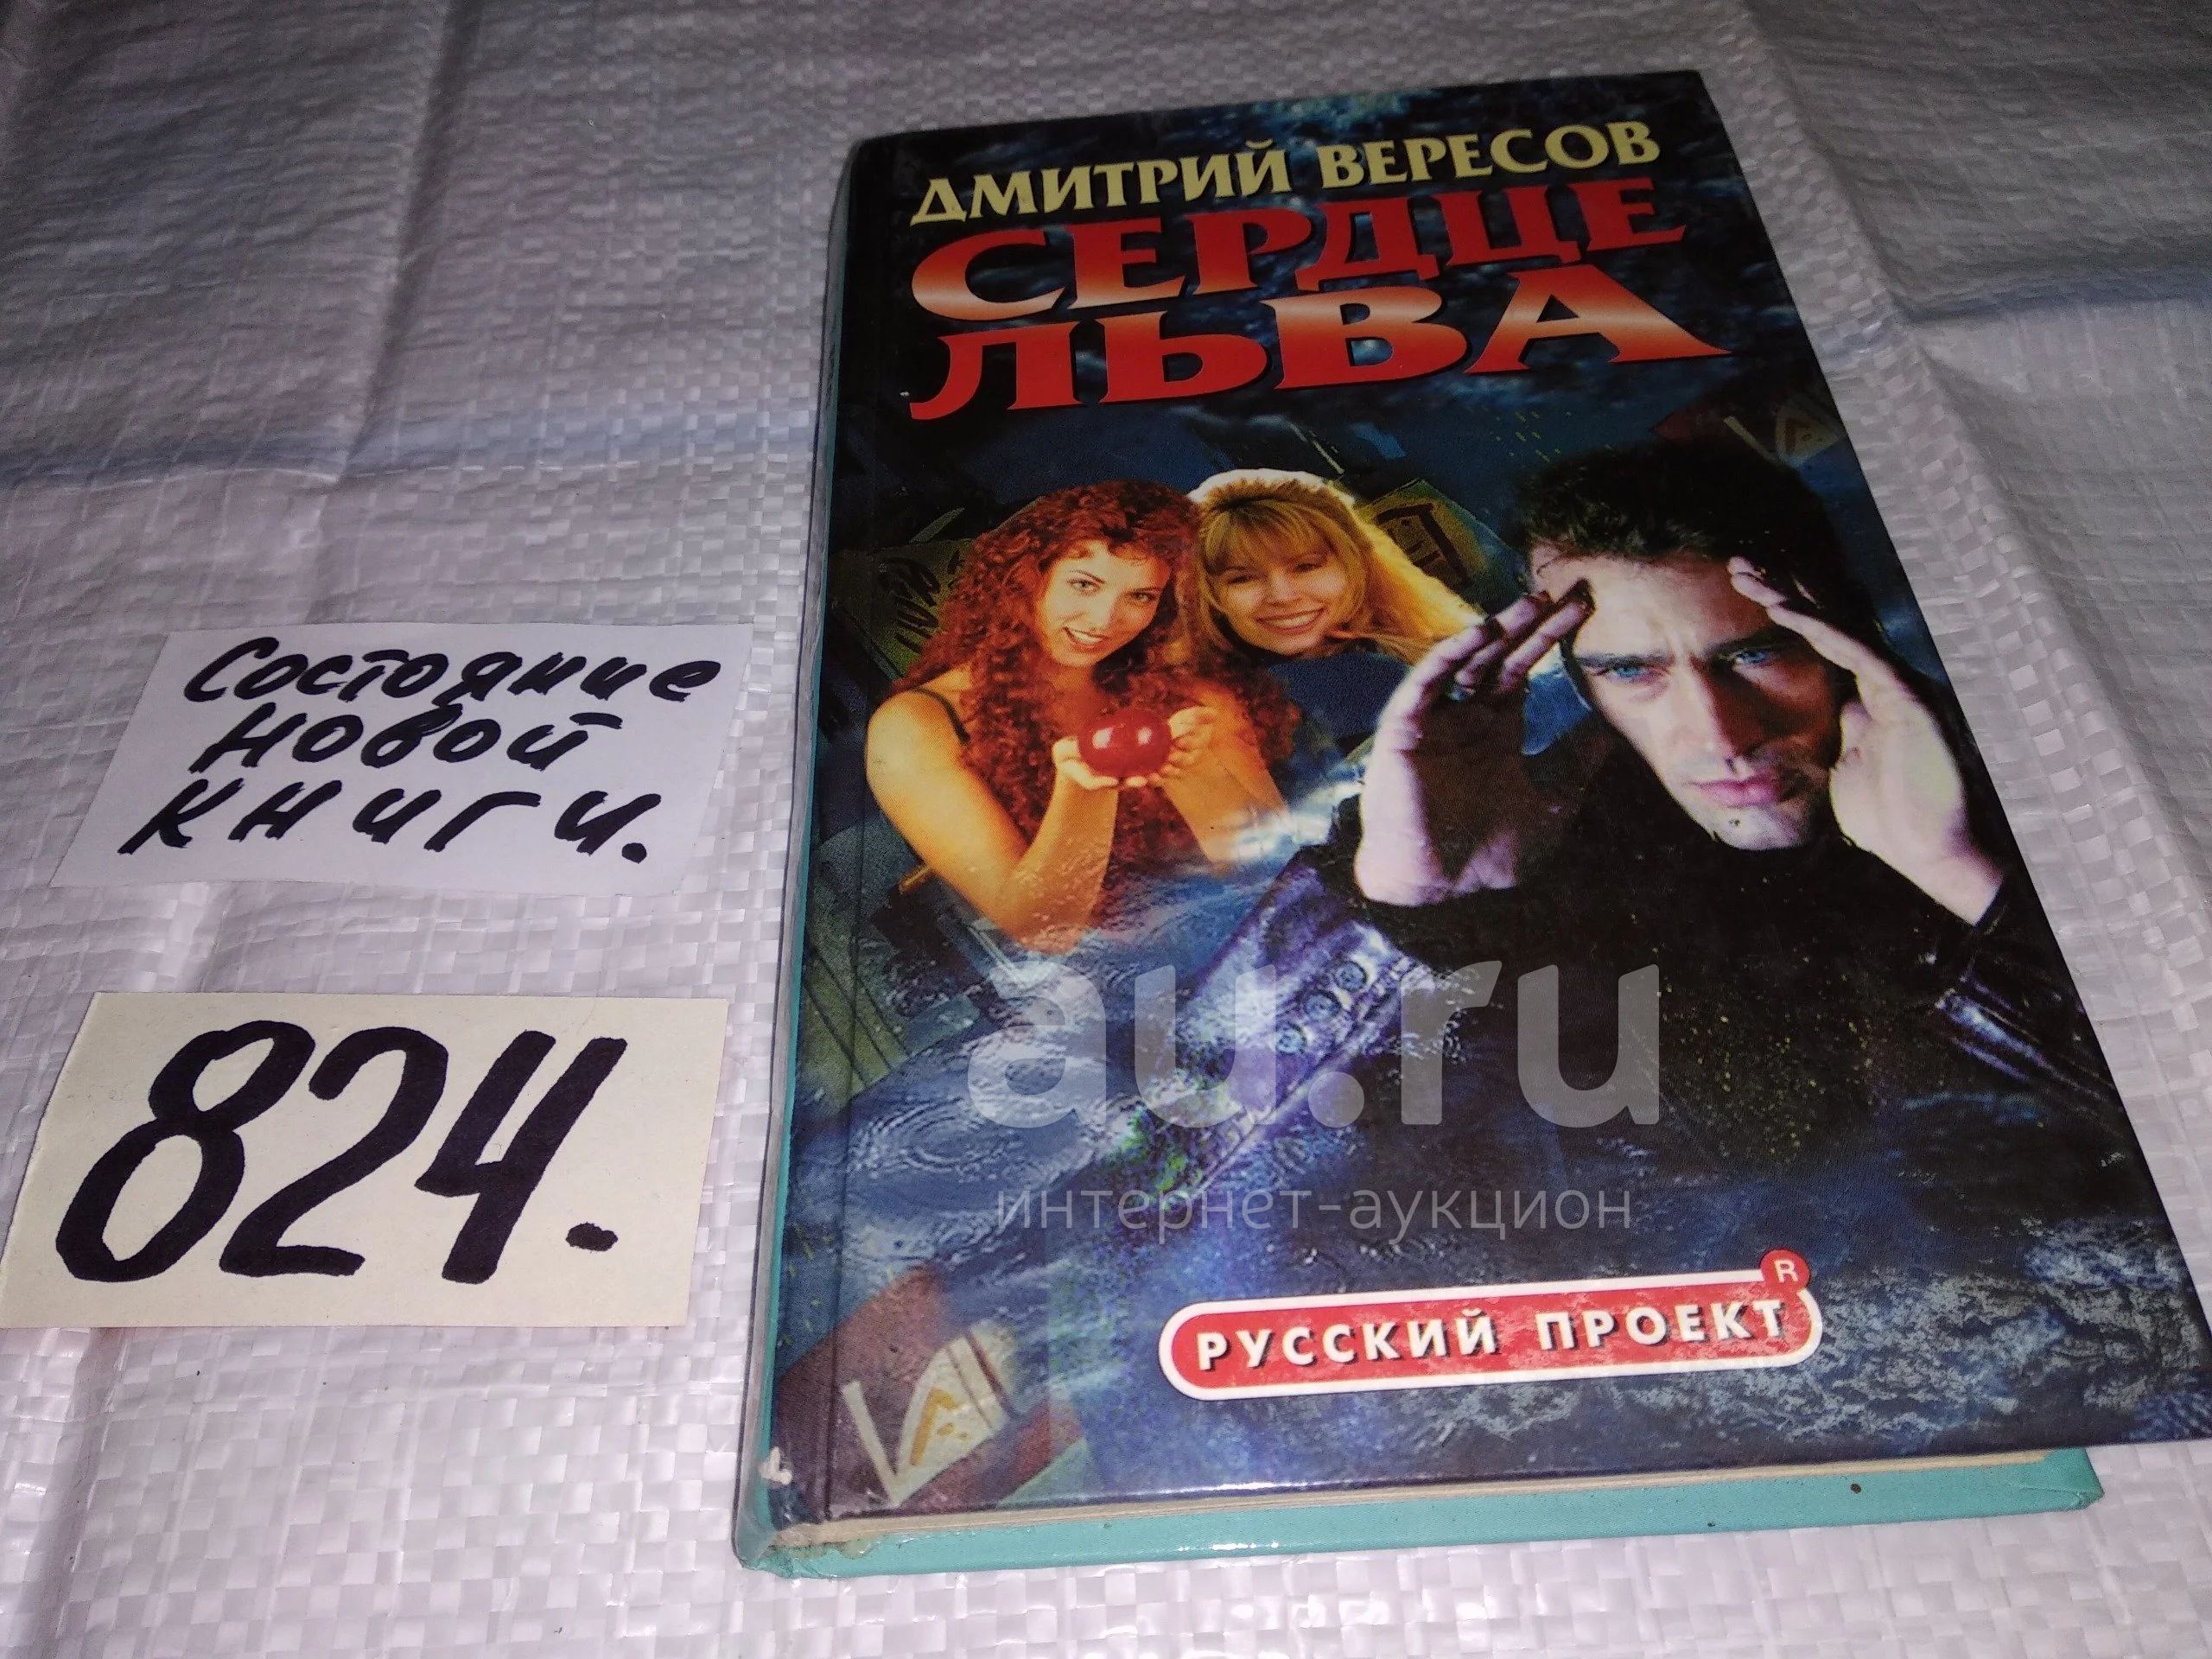 ДМИТРИЙ ВЕРЕСОВ
СЕРДЦЕ
ЛЬВА
Состояние
новой
книги.
824.
au.ru
интернет-аукцион
РУССКИЙ ПРОЕКТ
R